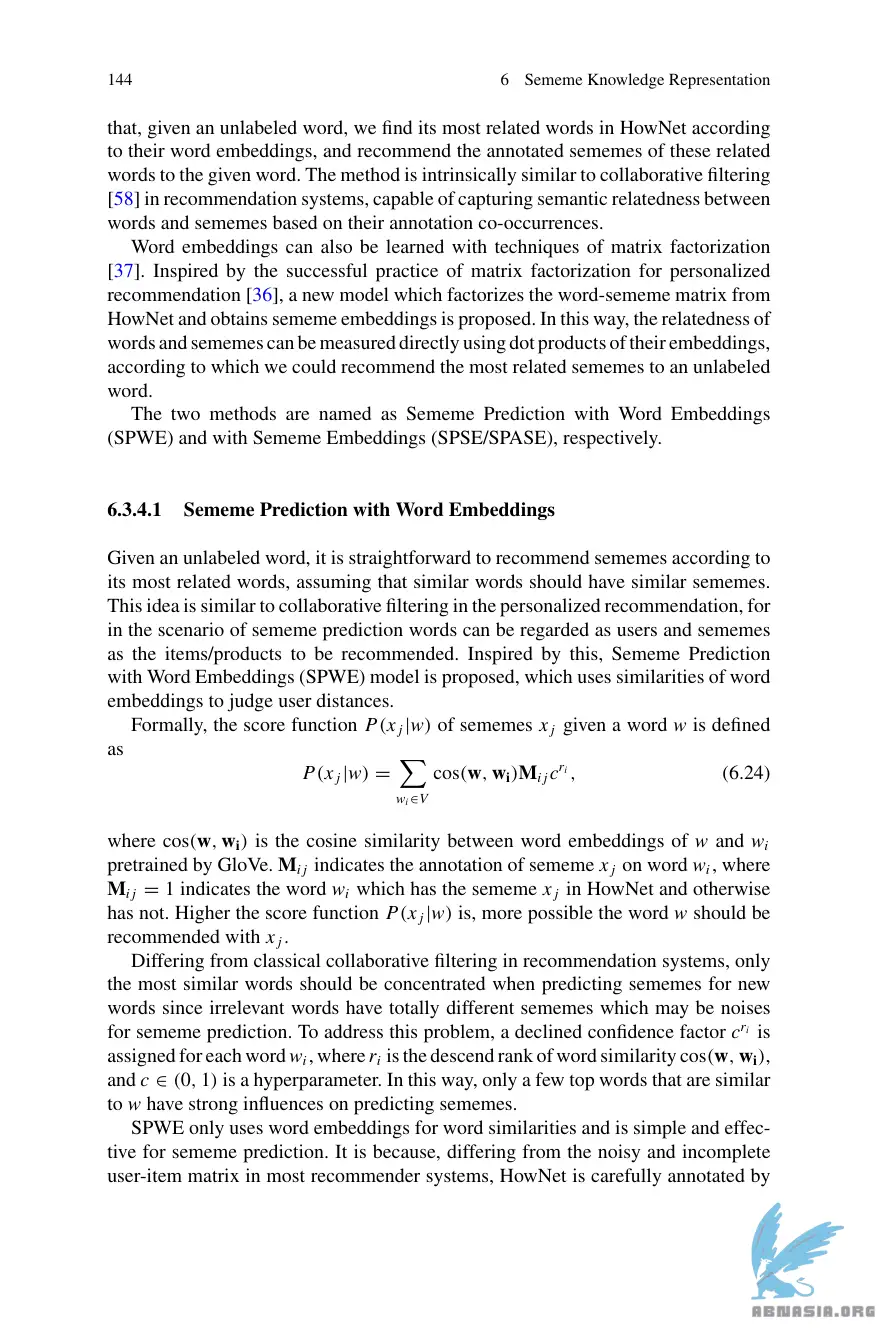 144 6 Sememe Knowledge Representation
that, given an unlabeled word, we find its most related words in HowNet according
to their word embeddings, and recommend the annotated sememes of these related
words to the given word. The method is intrinsically similar to collaborative filtering
[58] in recommendation systems, capable of capturing semantic relatedness between
words and sememes based on their annotation co-occurrences.
Word embeddings can also be learned with techniques of matrix factorization
[37]. Inspired by the successful practice of matrix factorization for personalized
recommendation [36], a new model which factorizes the word-sememe matrix from
HowNet and obtains sememe embeddings is proposed. In this way, the relatedness of
words and sememes can be measured directly using dot products of their embeddings,
according to which we could recommend the most related sememes to an unlabeled
word.
The two methods are named as Sememe Prediction with Word Embeddings
(SPWE) and with Sememe Embeddings (SPSE/SPASE), respectively.
6.3.4.1 Sememe Prediction with Word Embeddings
Given an unlabeled word, it is straightforward to recommend sememes according to
its most related words, assuming that similar words should have similar sememes.
This idea is similar to collaborative filtering in the personalized recommendation, for
in the scenario of sememe prediction words can be regarded as users and sememes
as the items/products to be recommended. Inspired by this, Sememe Prediction
with Word Embeddings (SPWE) model is proposed, which uses similarities of word
embeddings to judge user distances.
Formally, the score function P(x_j|w) of sememes x_j given a word w is defined
as
P(x_j|w) = ∑_{w_i∈V} cos(w, w_i)M_{ij}c^{r_i}, (6.24)
where cos(w, w_i) is the cosine similarity between word embeddings of w and w_i
pretrained by GloVe. M_{ij} indicates the annotation of sememe x_j on word w_i, where
M_{ij} = 1 indicates the word w_i which has the sememe x_j in HowNet and otherwise
has not. Higher the score function P(x_j|w) is, more possible the word w should be
recommended with x_j.
Differing from classical collaborative filtering in recommendation systems, only
the most similar words should be concentrated when predicting sememes for new
words since irrelevant words have totally different sememes which may be noises
for sememe prediction. To address this problem, a declined confidence factor c^{r_i} is
assigned for each word w_i, where r_i is the descend rank of word similarity cos(w, w_i),
and c ∈ (0, 1) is a hyperparameter. In this way, only a few top words that are similar
to w have strong influences on predicting sememes.
SPWE only uses word embeddings for word similarities and is simple and effec-
tive for sememe prediction. It is because, differing from the noisy and incomplete
user-item matrix in most recommender systems, HowNet is carefully annotated by
ABNASIA.ORG